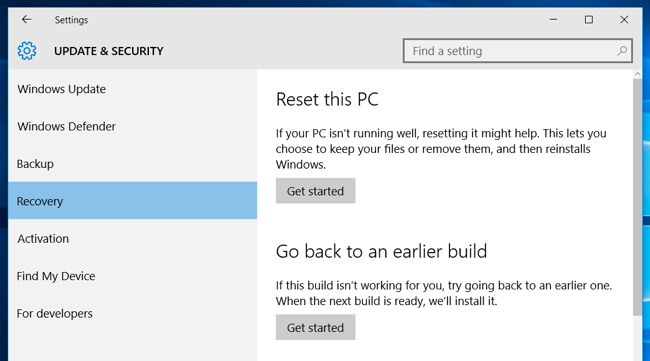 Settings
UPDATE & SECURITY
Find a setting
Windows Update
Windows Defender
Backup
Recovery
Activation
Find My Device
For developers
Reset this PC
If your PC isn't running well, resetting it might help. This lets you
choose to keep your files or remove them, and then reinstalls
Windows.
Get started
Go back to an earlier build
If this build isn't working for you, try going back to an earlier one.
When the next build is ready, we'll install it.
Get started